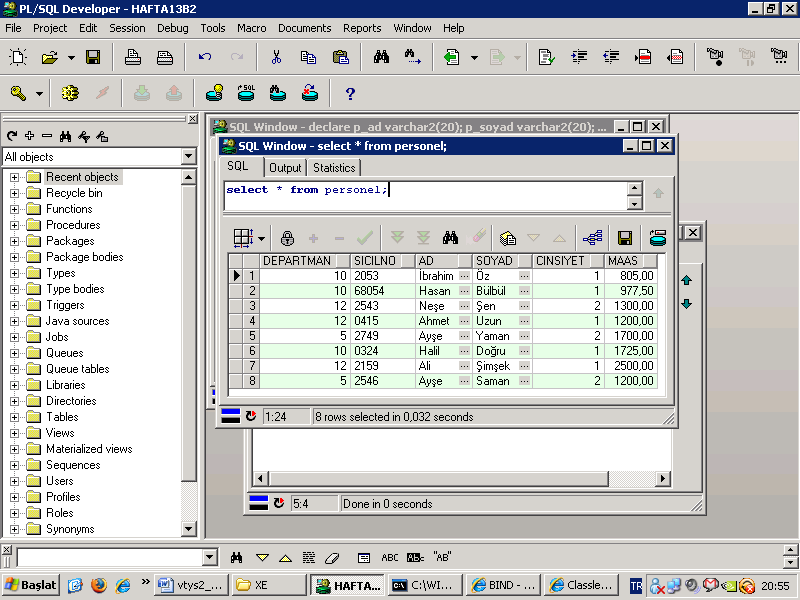 PL/SQL Developer - HAFTA13B2
File Project Edit Session Debug Tools Macro Documents Reports Window Help
SQL
?
All objects
Recent objects
Recycle bin
Functions
Procedures
Packages
Package bodies
Types
Type bodies
Triggers
Java sources
Jobs
Queues
Queue tables
Libraries
Directories
Tables
Views
Materialized views
Sequences
Users
Profiles
Roles
Synonyms
SQL Window - declare p_ad varchar2(20); p_soyad varchar2(20); ...
SQL Window - select * from personel;
SQL Output Statistics
select * from personel;
DEPARTMAN SICILNO AD SOYAD CINSIYET MAAS
1 10 2053 İbrahim Öz 1 805,00
2 10 68054 Hasan Bülbül 1 977,50
3 12 2543 Neşe Şen 2 1300,00
4 12 0415 Ahmet Uzun 1 1200,00
5 5 2749 Ayşe Yaman 2 1700,00
6 10 0324 Halil Doğru 1 1725,00
7 12 2159 Ali Şimşek 1 2500,00
8 5 2546 Ayşe Saman 2 1200,00
1:24 8 rows selected in 0,032 seconds
5:4 Done in 0 seconds
ABC ABc "AB"
Başlat » vtys2_... XE HAFTA... C:\WI... BIND - ... Classle... TR 20:55